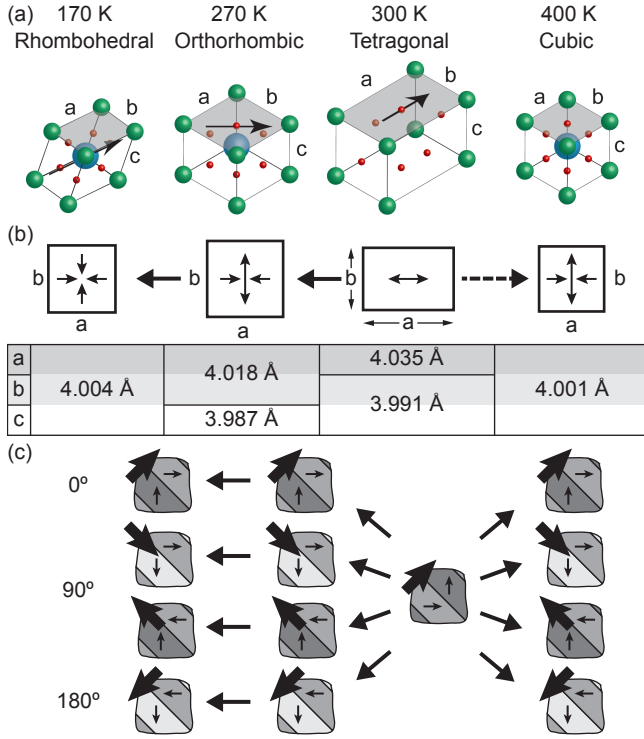 (a) 170 K 270 K 300 K 400 K
Rhombohedral Orthorhombic Tetragonal Cubic
a b c a b c a b c a b c
(b)
b b b b
a a a a
a 4.004 Å 4.018 Å 4.035 Å 4.001 Å
b 3.991 Å
c 3.987 Å
(c)
0º
90º
180º